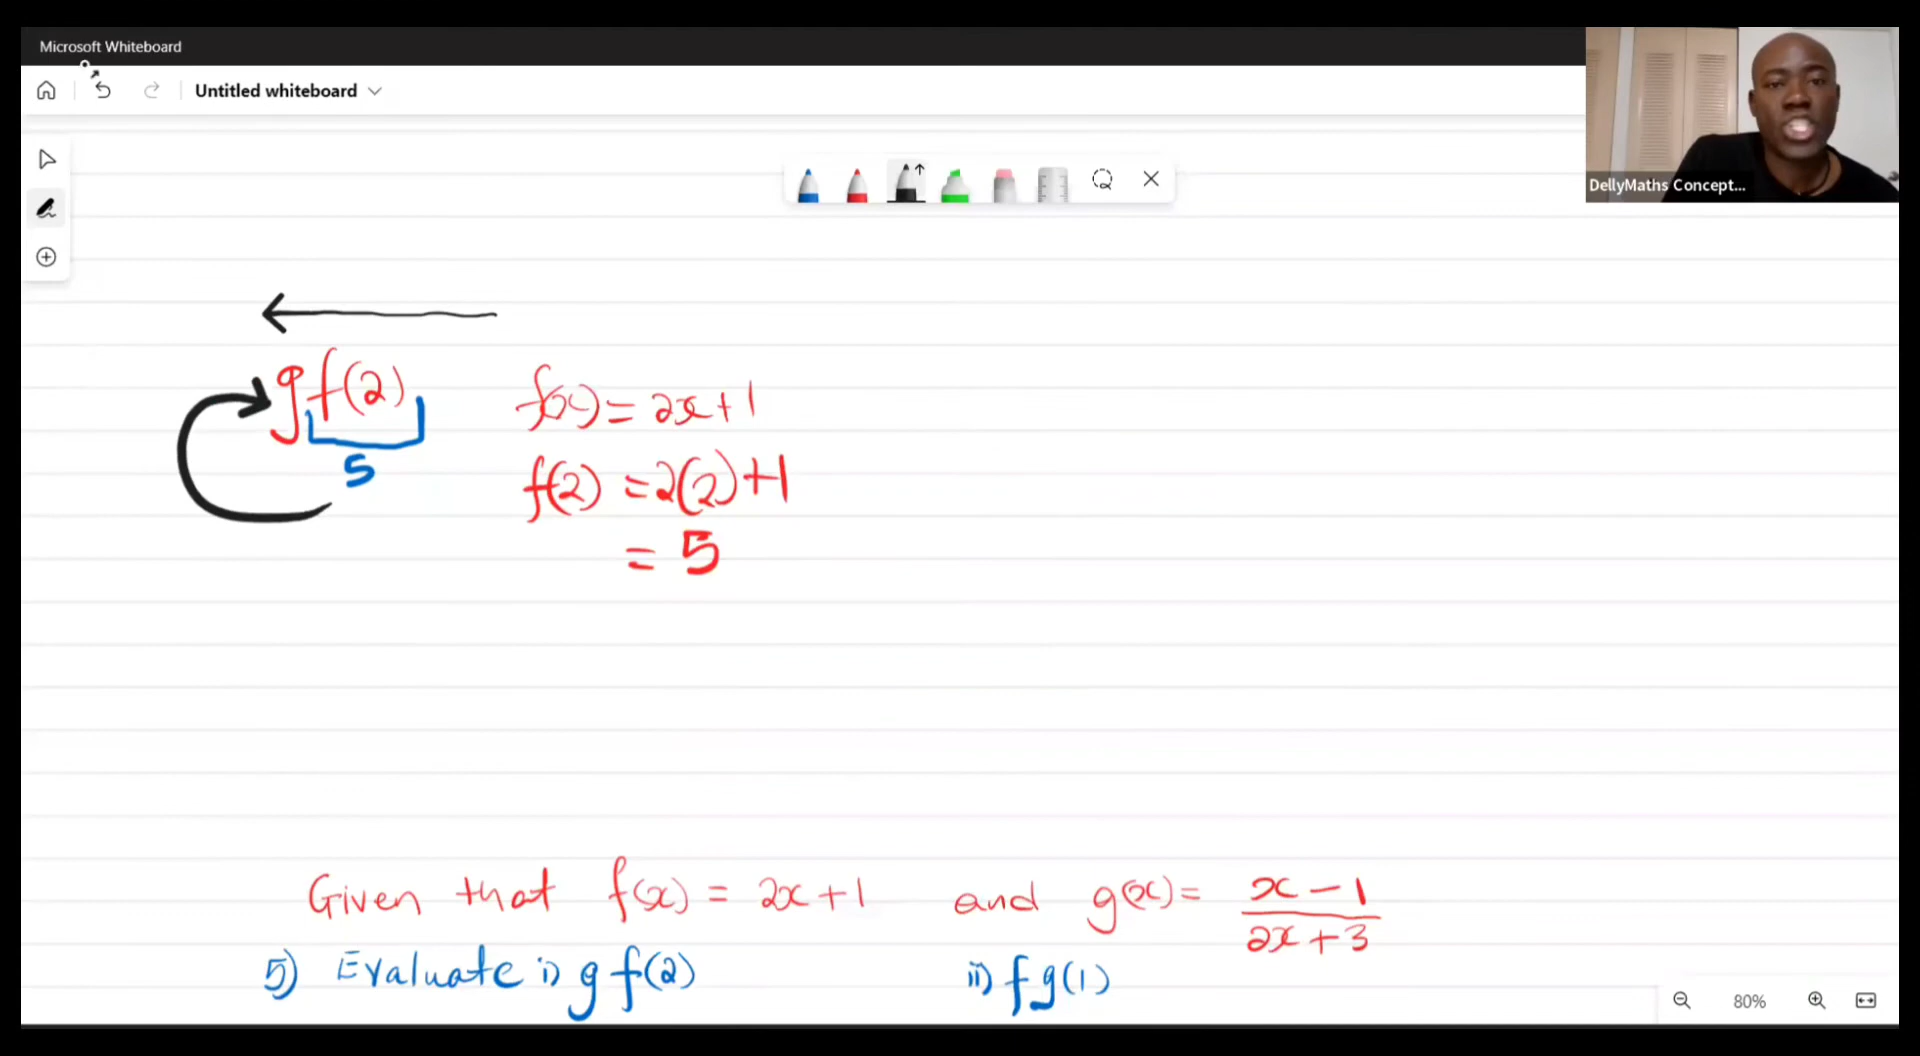 Microsoft Whiteboard
Untitled whiteboard
DellyMaths Concept...
gf(2)
5
f(x) = 2x + 1
f(2) = 2(2) + 1
= 5
Given that f(x) = 2x + 1 and g(x) = x - 1
2x + 3
5) Evaluate i) gf(2) ii) fg(1)
80%